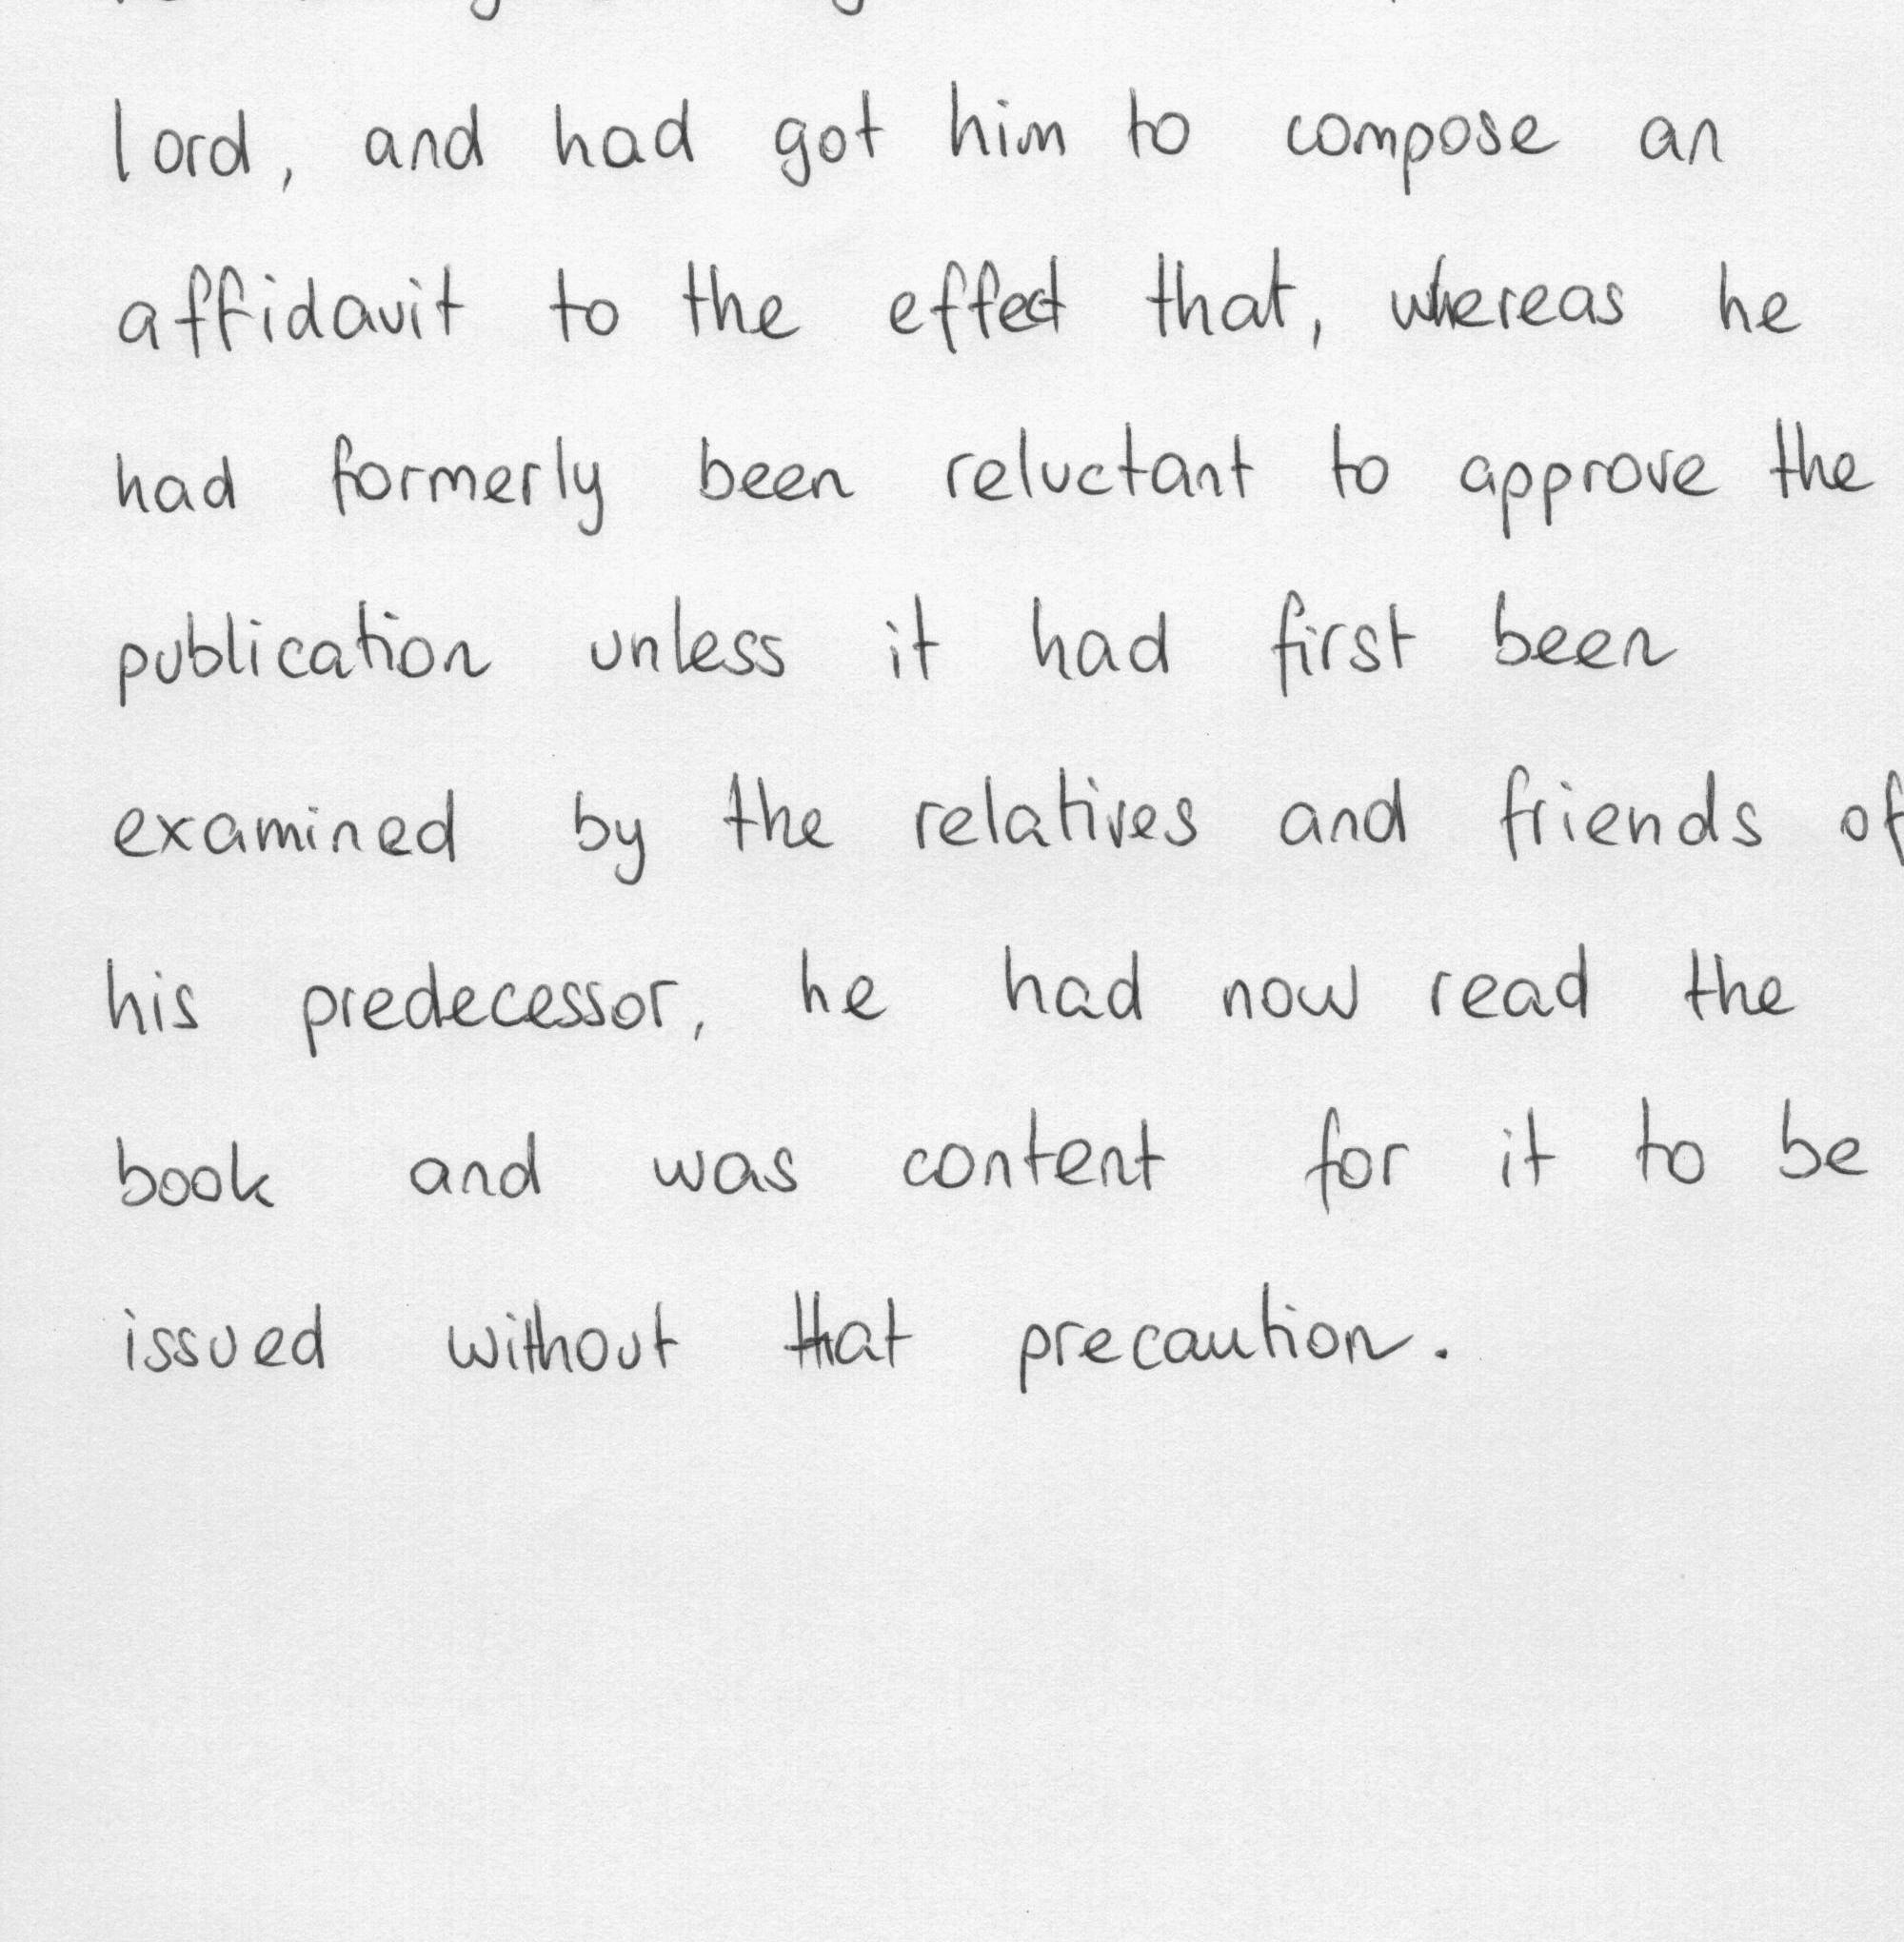 lord, and had got him to compose an
affidavit to the effect that, whereas he
had formerly been reluctant to approve the
publication unless it had first been
examined by the relatives and friends of
his predecessor, he had now read the
book and was content for it to be
issued without that precaution.